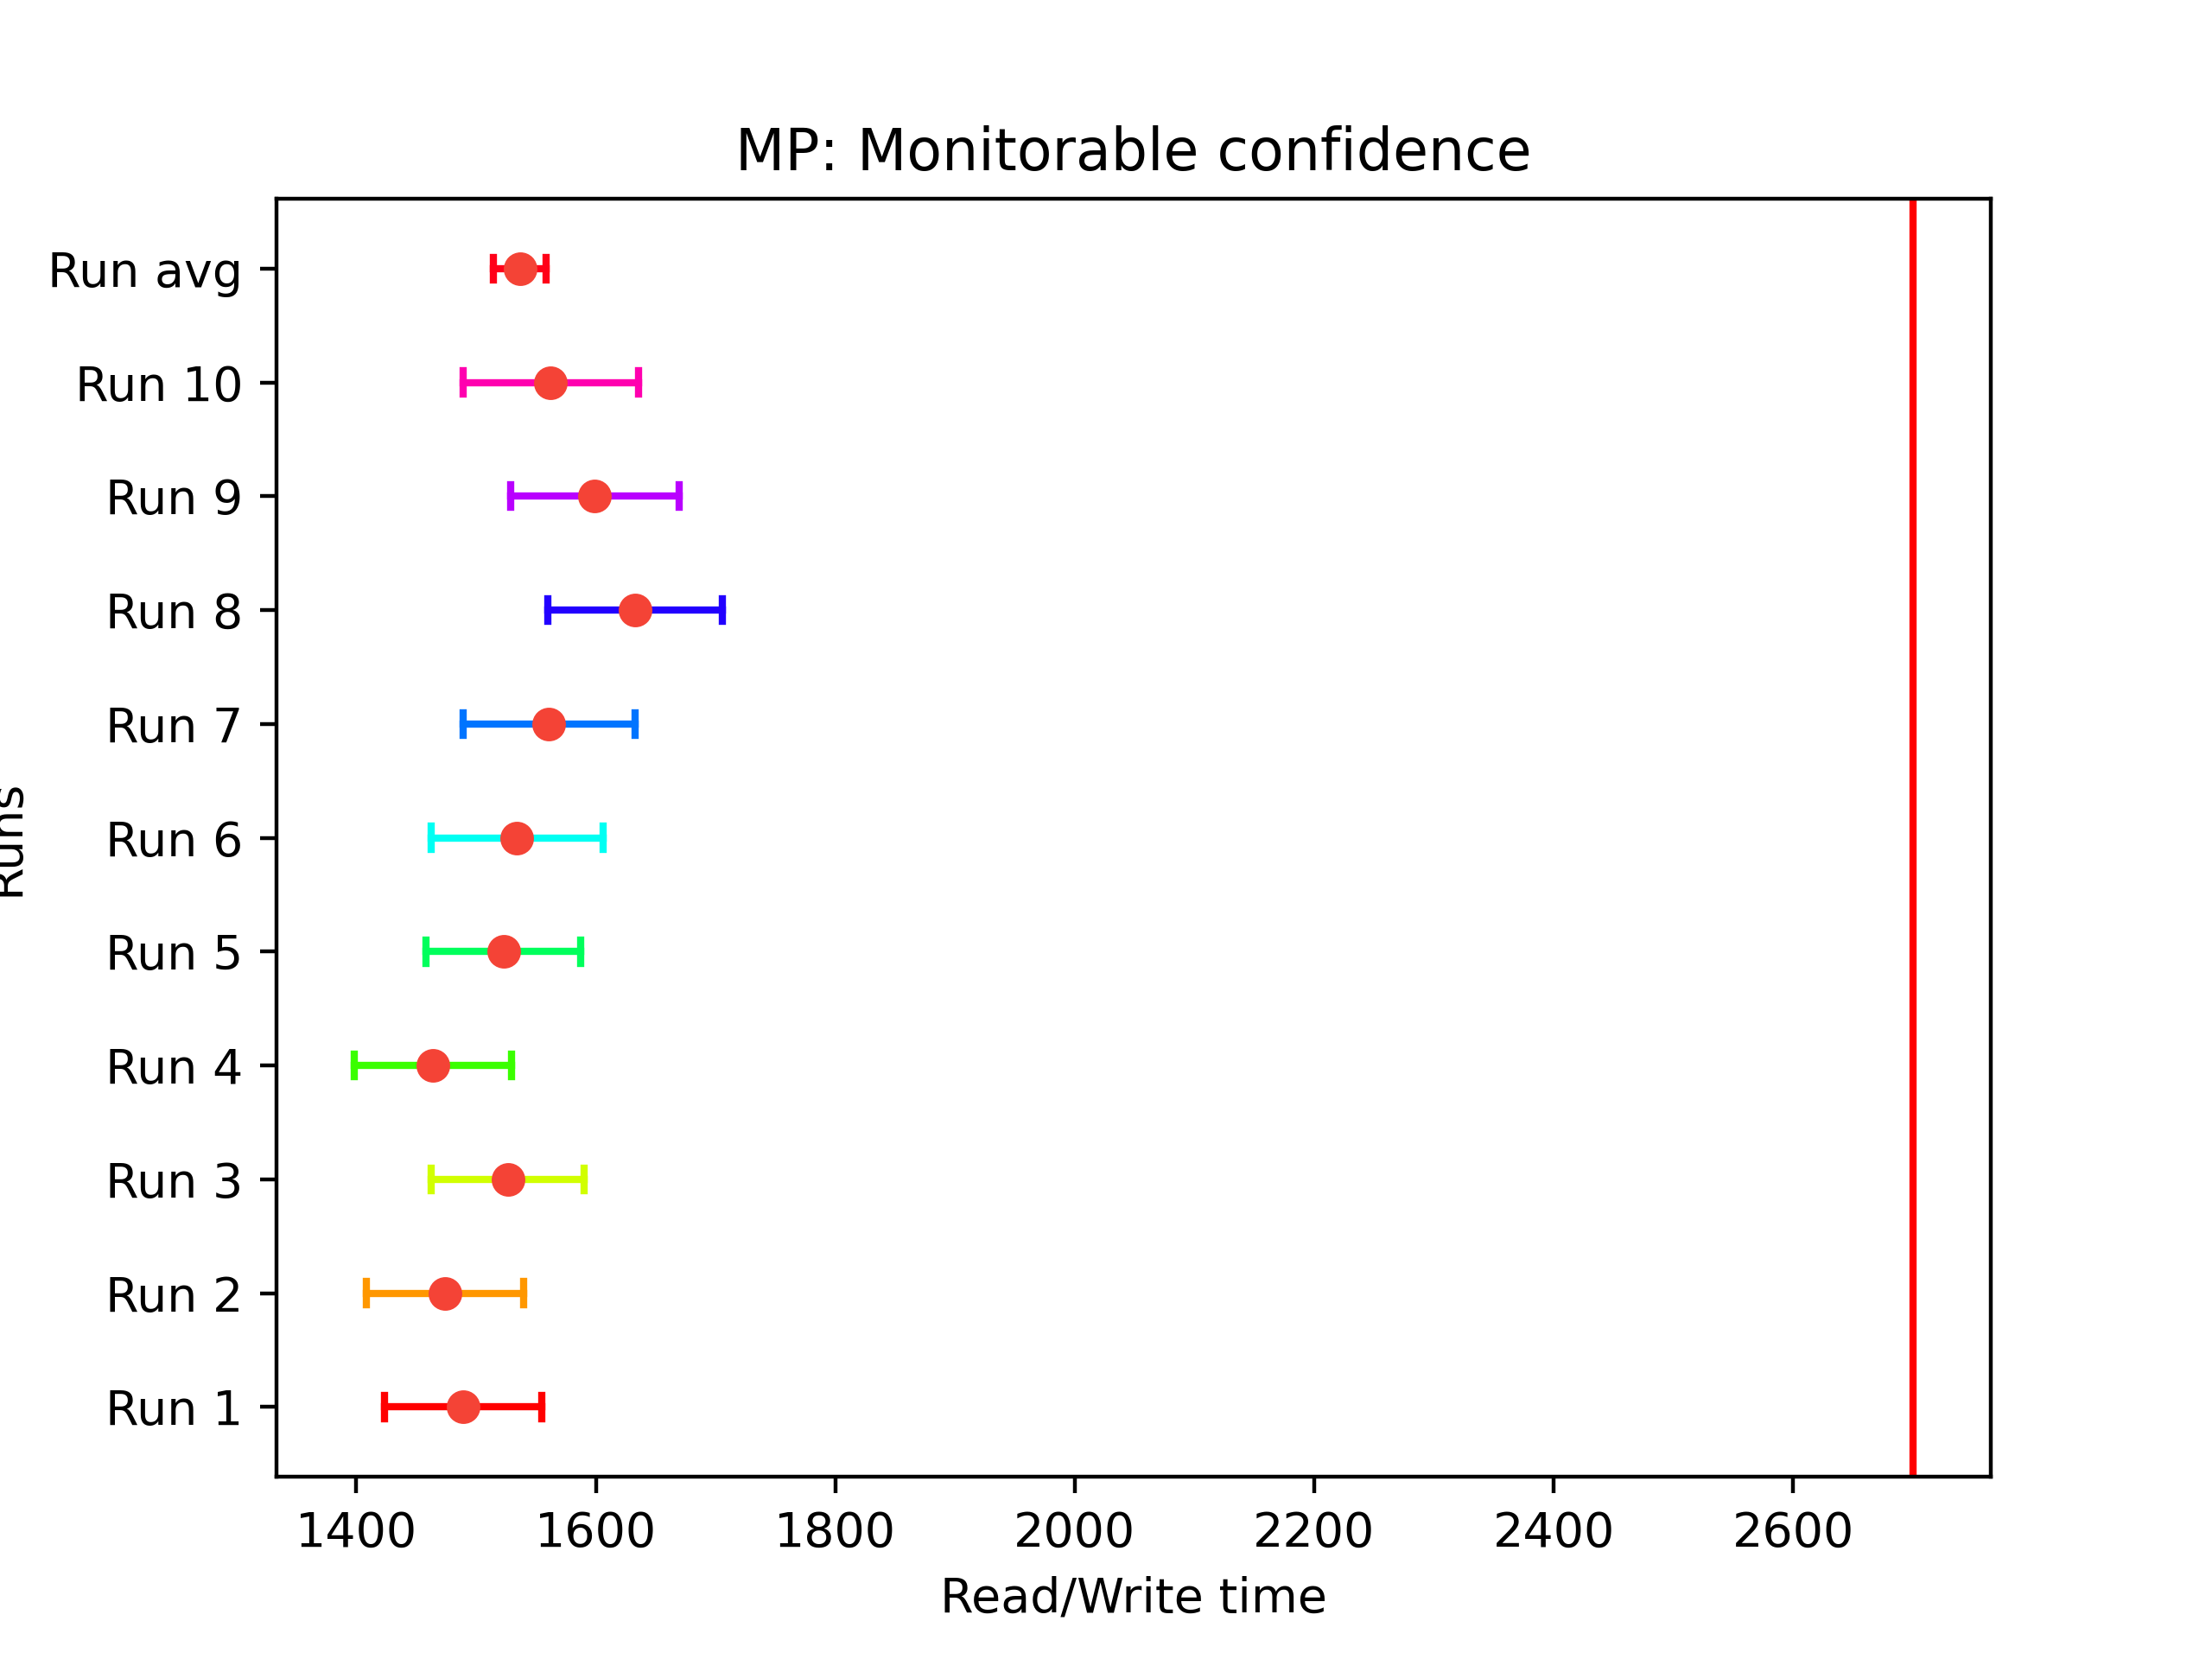 MP: Monitorable confidence
Run avg
Run 10
Run 9
Run 8
Run 7
Run 6
Run 5
Run 4
Run 3
Run 2
Run 1
Runs
1400 1600 1800 2000 2200 2400 2600
Read/Write time